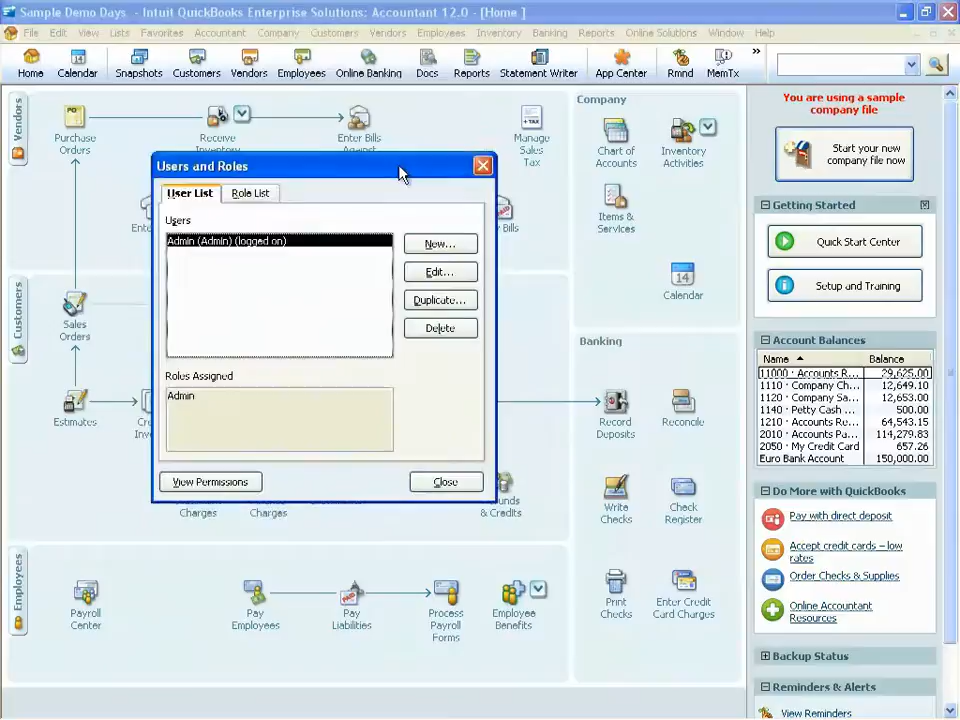 Sample Demo Days - Intuit QuickBooks Enterprise Solutions: Accountant 12.0 - [Home ]
File Edit View Lists Favorites Accountant Company Customers Vendors Employees Inventory Banking Reports Online Solutions Window Help
Home Calendar Snapshots Customers Vendors Employees Online Banking Docs Reports Statement Writer App Center Rmnd MemTx »
Vendors
Purchase
Orders
Receive
Inventory
Enter Bills
Against
Manage
Sales
Tax
Bills
Users and Roles
User List Role List
Users
Admin (Admin) (logged on)
New...
Edit...
Duplicate...
Delete
Roles Assigned
Admin
View Permissions Close
Customers
Sales
Orders
Estimates
Charges
Charges
& Credits
Employees
Payroll
Center
Pay
Employees
Pay
Liabilities
Process
Payroll
Forms
Employee
Benefits
Company
Chart of
Accounts
Inventory
Activities
Items &
Services
14
Calendar
Banking
Record
Deposits
Reconcile
Write
Checks
Check
Register
Print
Checks
Enter Credit
Card Charges
You are using a sample
company file
Start your new
company file now
Getting Started
Quick Start Center
Setup and Training
Account Balances
Name Balance
11000 · Accounts R... 29,625.00
1110 · Company Ch... 12,649.10
1120 · Company Sa... 12,653.00
1140 · Petty Cash ... 500.00
1210 · Accounts Re... 64,543.15
2010 · Accounts Pa... 114,279.83
2050 · My Credit Card 657.26
Euro Bank Account 150,000.00
Do More with QuickBooks
Pay with direct deposit
Accept credit cards – low
rates
Order Checks & Supplies
Online Accountant
Resources
Backup Status
Reminders & Alerts
View Reminders